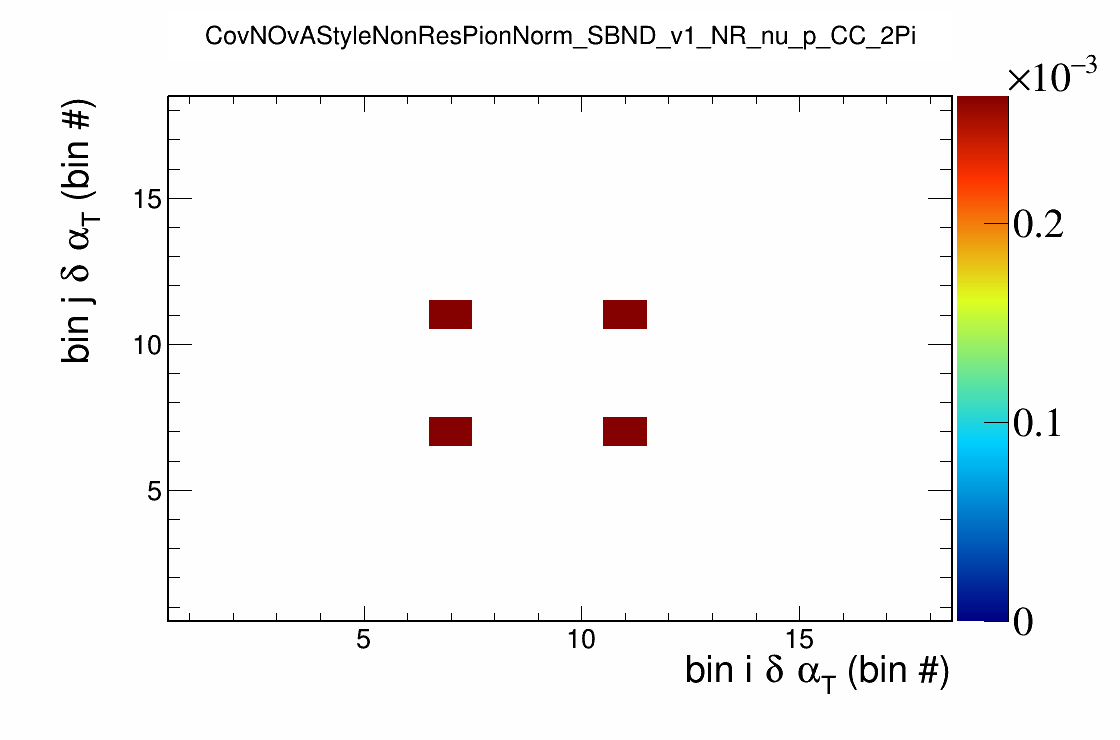 CovNOvAStyleNonResPionNorm_SBND_v1_NR_nu_p_CC_2Pi
×10⁻³
bin j δ α_T (bin #)
15
10
5
0.2
0.1
0
5 10 15
bin i δ α_T (bin #)